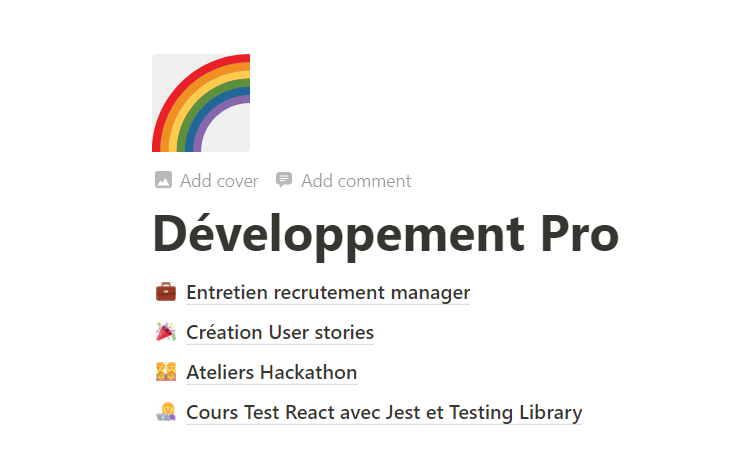 Add cover Add comment
Développement Pro
Entretien recrutement manager
Création User stories
Ateliers Hackathon
Cours Test React avec Jest et Testing Library